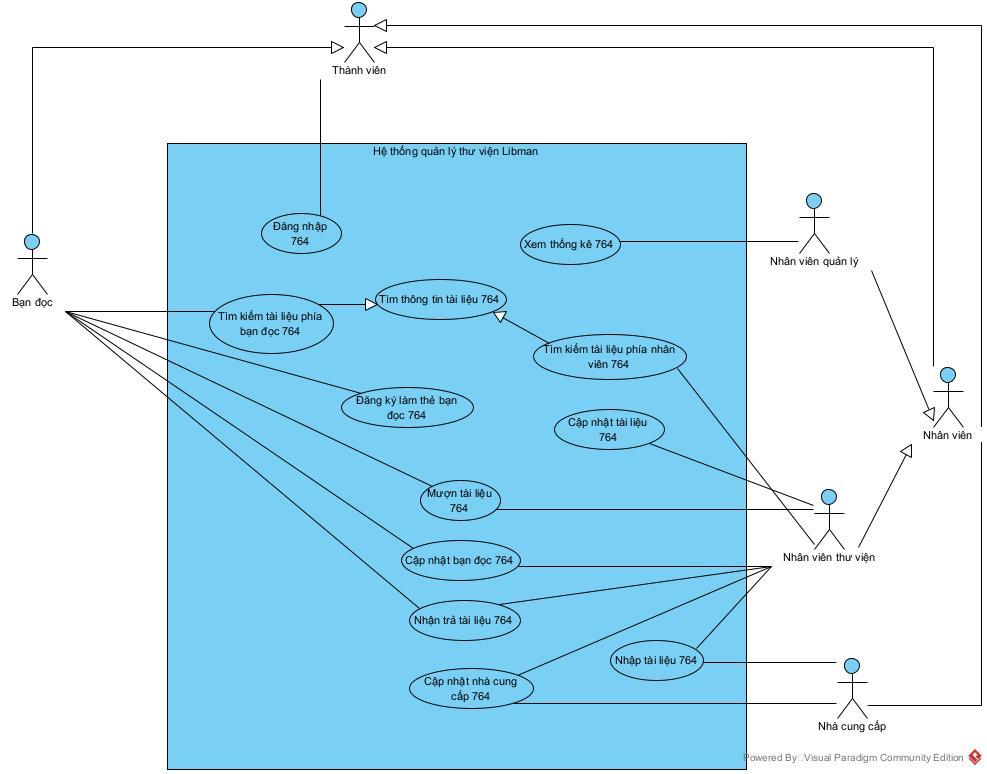 Thành viên
Hệ thống quản lý thư viện Libman
Đăng nhập
764
Xem thống kê 764
Nhân viên quản lý
Bạn đọc
Tìm thông tin tài liệu 764
Tìm kiếm tài liệu phía
bạn đọc 764
Tìm kiếm tài liệu phía nhân
viên 764
Đăng ký làm thẻ bạn
đọc 764
Cập nhật tài liệu
764
Nhân viên
Mượn tài liệu
764
Cập nhật bạn đọc 764
Nhân viên thư viện
Nhận trả tài liệu 764
Nhập tài liệu 764
Cập nhật nhà cung
cấp 764
Nhà cung cấp
Powered By Visual Paradigm Community Edition